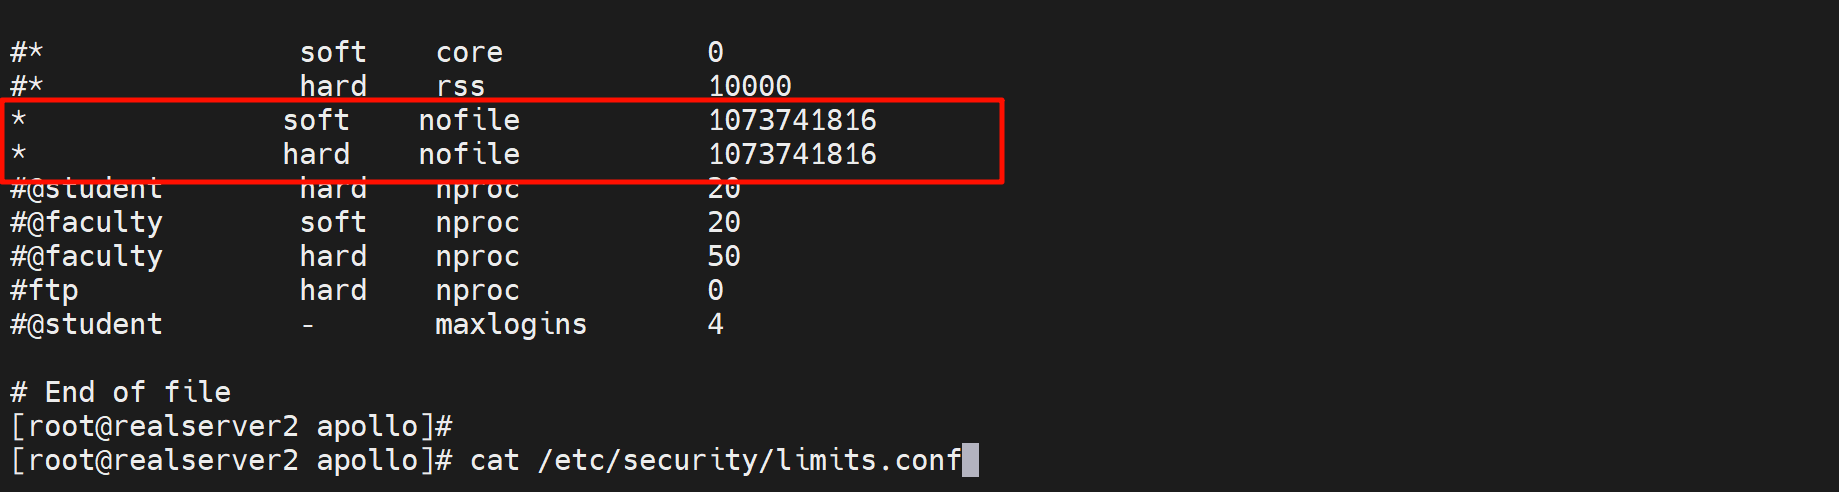 #* soft core 0
#* hard rss 10000
* soft nofile 1073741816
* hard nofile 1073741816
#@student hard nproc 20
#@faculty soft nproc 20
#@faculty hard nproc 50
#ftp hard nproc 0
#@student - maxlogins 4
# End of file
[root@realserver2 apollo]#
[root@realserver2 apollo]# cat /etc/security/limits.conf